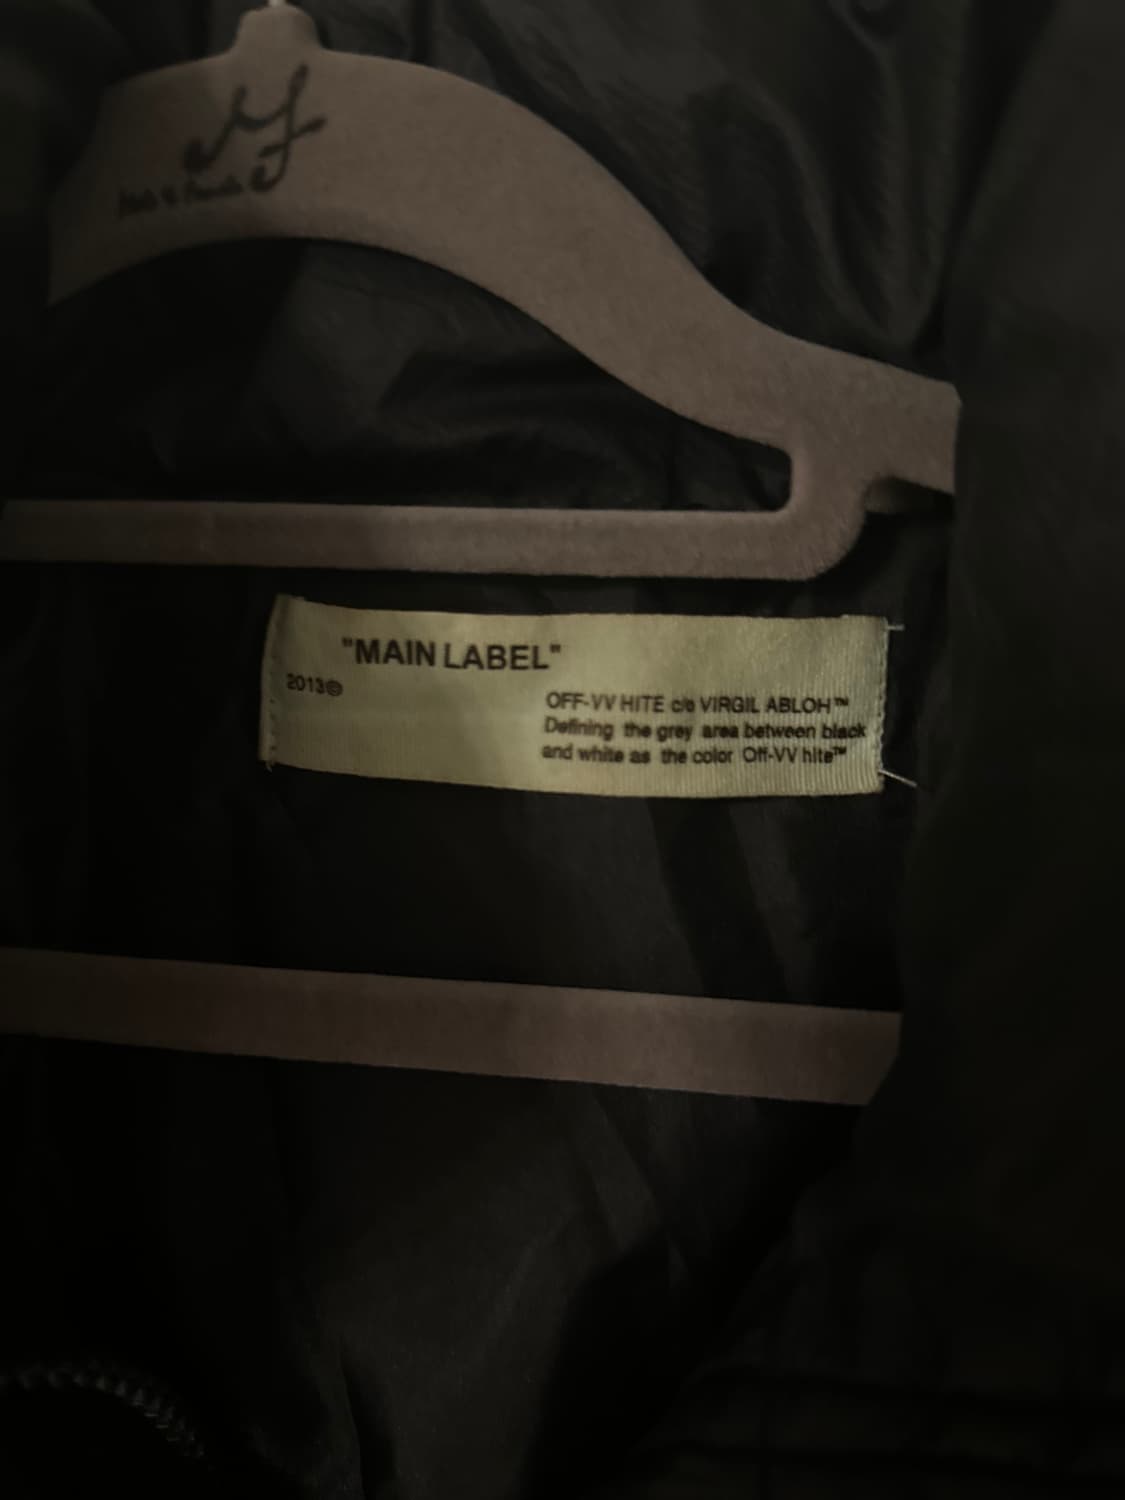 "MAIN LABEL"
2013©
OFF-VV HITE c/o VIRGIL ABLOH™
Defining the grey area between black
and white as the color Off-VV hite™